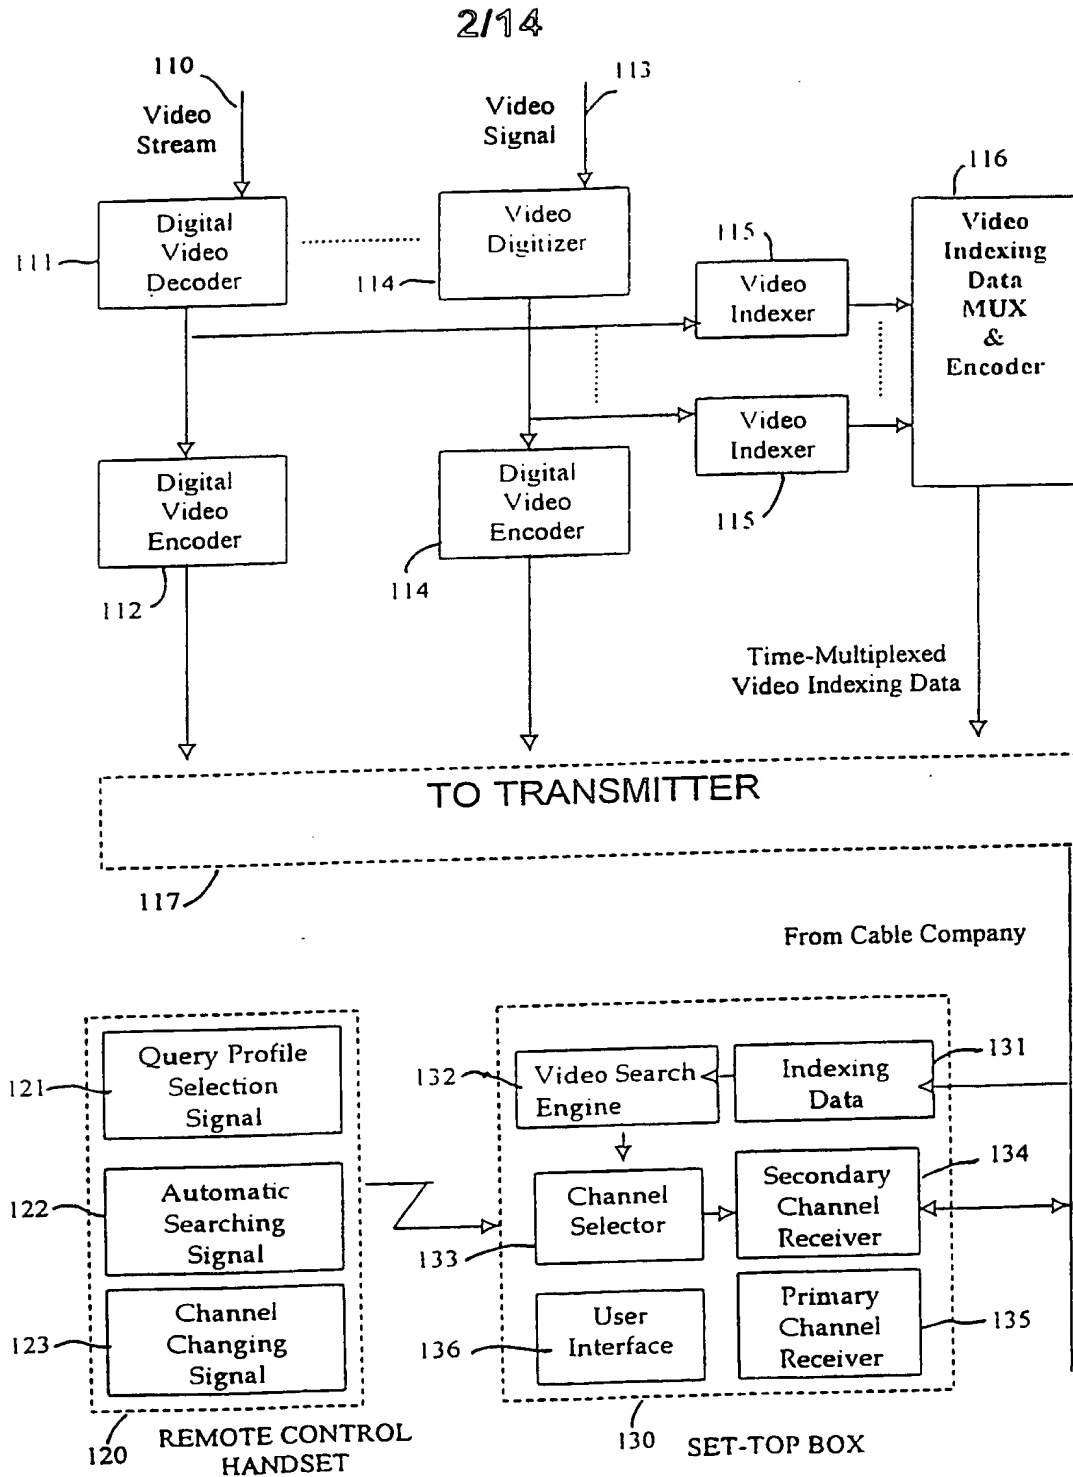 2/14
110
Video
Stream
113
Video
Signal
116
111
Digital
Video
Decoder
Video
Digitizer
114
115
Video
Indexer
Video
Indexing
Data
MUX
&
Encoder
Video
Indexer
115
Digital
Video
Encoder
112
Digital
Video
Encoder
114
Time-Multiplexed
Video Indexing Data
TO TRANSMITTER
117
From Cable Company
121
Query Profile
Selection
Signal
122
Automatic
Searching
Signal
123
Channel
Changing
Signal
120
REMOTE CONTROL
HANDSET
132
Video Search
Engine
Indexing
Data
131
133
Channel
Selector
Secondary
Channel
Receiver
134
136
User
Interface
Primary
Channel
Receiver
135
130
SET-TOP BOX